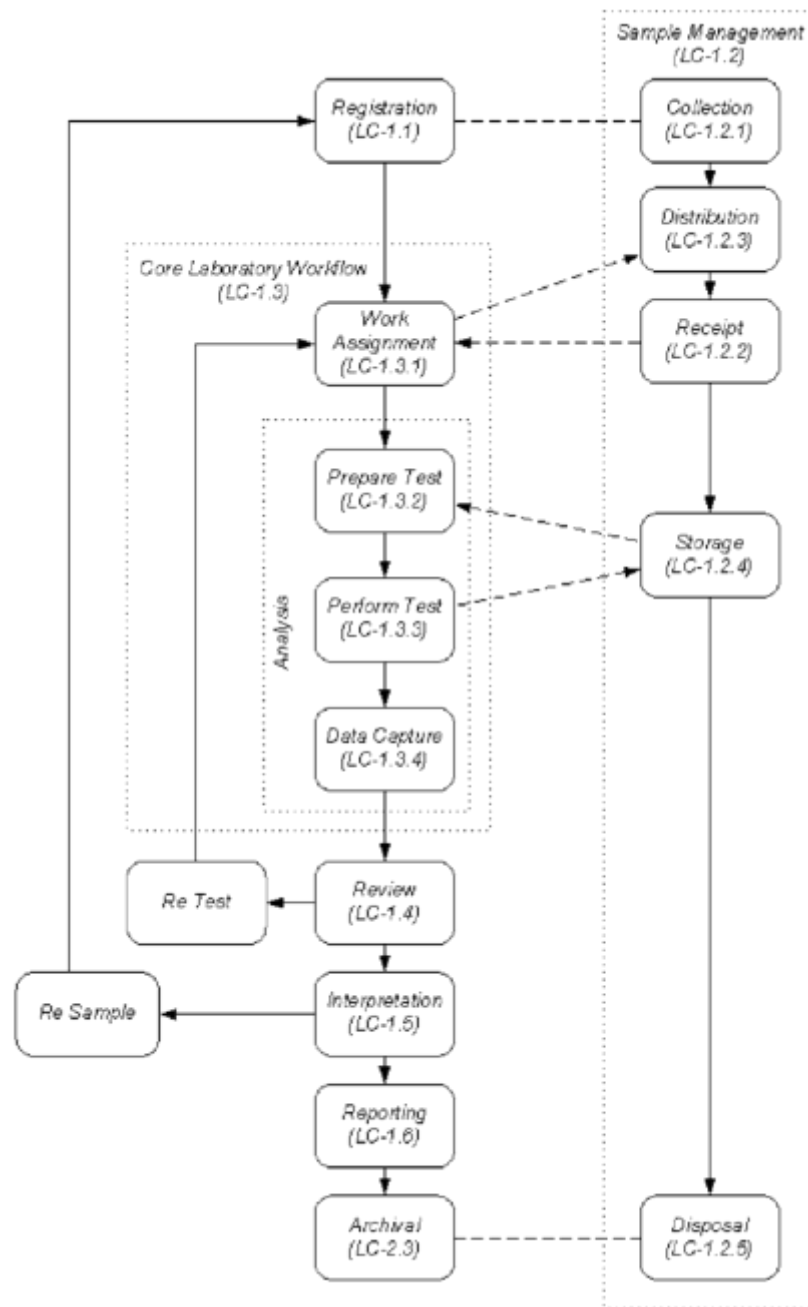 Sample Management
(LC-1.2)
Registration
(LC-1.1)
Collection
(LC-1.2.1)
Distribution
(LC-1.2.3)
Core Laboratory Workflow
(LC-1.3)
Work
Assignment
(LC-1.3.1)
Receipt
(LC-1.2.2)
Prepare Test
(LC-1.3.2)
Storage
(LC-1.2.4)
Analysis
Perform Test
(LC-1.3.3)
Data Capture
(LC-1.3.4)
Re Test
Review
(LC-1.4)
Re Sample
Interpretation
(LC-1.5)
Reporting
(LC-1.6)
Archival
(LC-2.3)
Disposal
(LC-1.2.5)